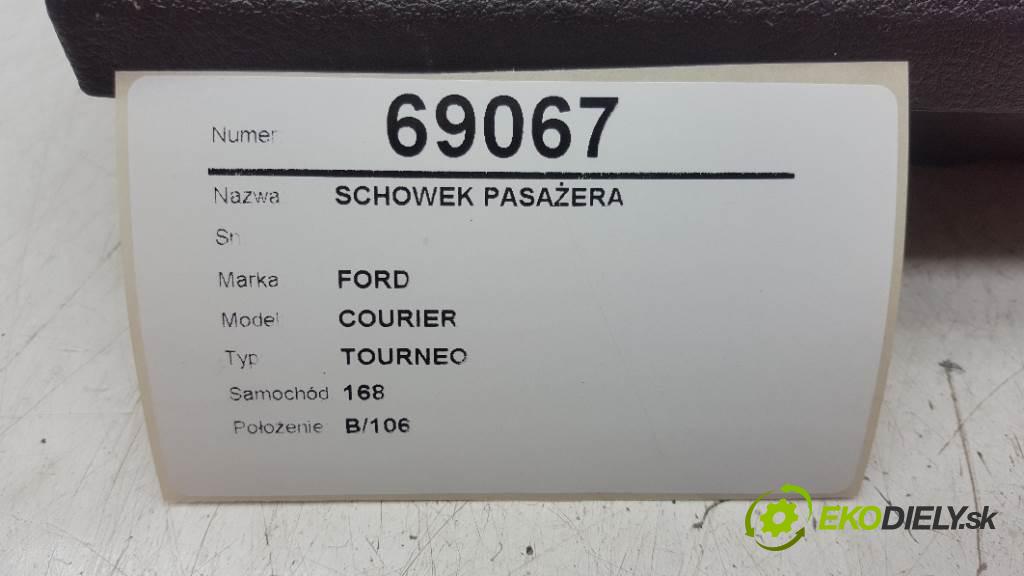 Numer 69067
Nazwa SCHOWEK PASAŻERA
Sn
Marka FORD
Model COURIER
Typ TOURNEO
Samochód 168
Położenie B/106
EKODIELY.sk